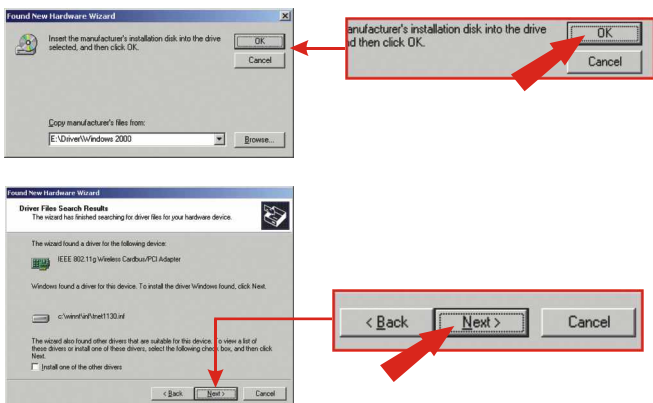 Found New Hardware Wizard
Insert the manufacturer's installation disk into the drive
selected, and then click OK.
OK
Cancel
Copy manufacturer's files from:
E:\Driver\Windows 2000
Browse...
anufacturer's installation disk into the drive
d then click OK.
OK
Cancel
Found New Hardware Wizard
Driver Files Search Results
The wizard has finished searching for driver files for your hardware device.
The wizard found a driver for the following device:
IEEE 802.11g Wireless Cardbus/PCI Adapter
Windows found a driver for this device. To install the driver Windows found, click Next.
c:\winnt\inf\tnet1130.inf
The wizard also found other drivers that are suitable for this device. To view a list of
these drivers or install one of these drivers, select the following check box, and then click
Next.
Install one of the other drivers
< Back
Next >
Cancel
< Back
Next >
Cancel